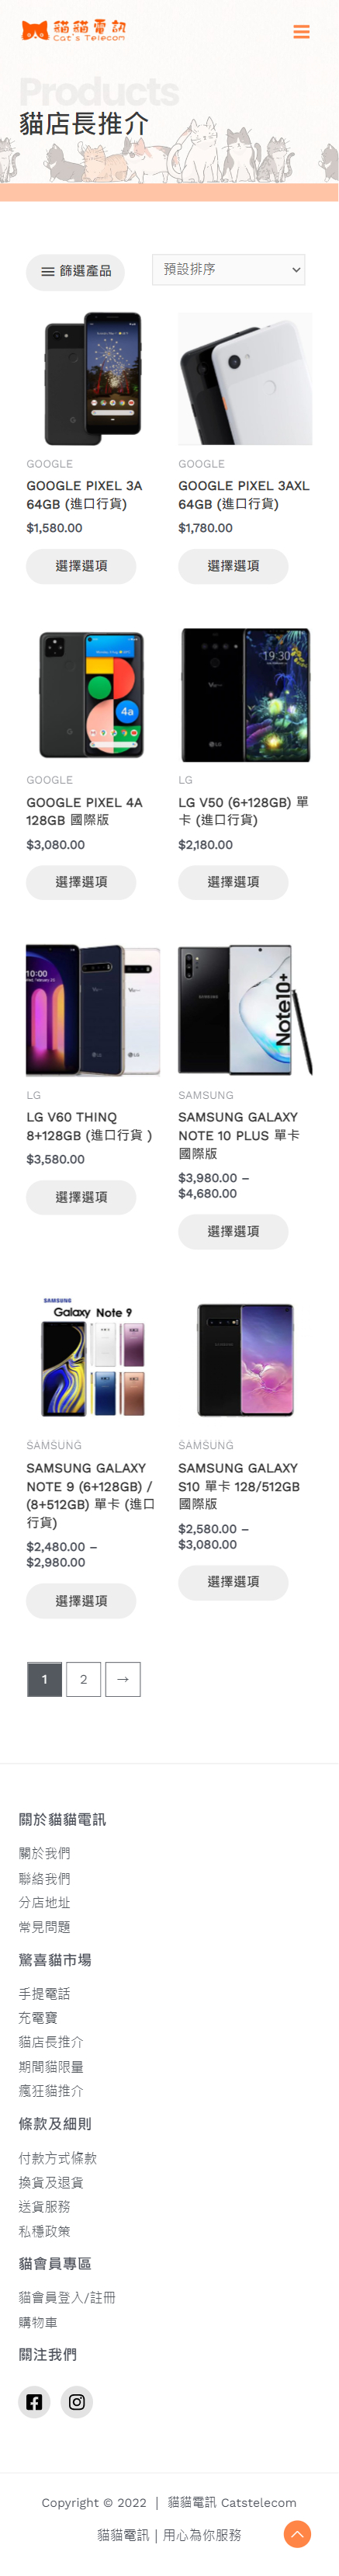 貓貓電訊
Cat's Telecom
Products
貓店長推介
篩選產品
預設排序
GOOGLE
GOOGLE PIXEL 3A
64GB (進口行貨)
$1,580.00
選擇選項
GOOGLE
GOOGLE PIXEL 3AXL
64GB (進口行貨)
$1,780.00
選擇選項
GOOGLE
GOOGLE PIXEL 4A
128GB 國際版
$3,080.00
選擇選項
19:30
LG
LG V50 (6+128GB) 單
卡 (進口行貨)
$2,180.00
選擇選項
10:00
LG
LG V60 THINQ
8+128GB (進口行貨 )
$3,580.00
選擇選項
Note10+
SAMSUNG
SAMSUNG GALAXY
NOTE 10 PLUS 單卡
國際版
$3,980.00 –
$4,680.00
選擇選項
SAMSUNG
Galaxy Note 9
SAMSUNG
SAMSUNG GALAXY
NOTE 9 (6+128GB) /
(8+512GB) 單卡 (進口
行貨)
$2,480.00 –
$2,980.00
選擇選項
SAMSUNG
SAMSUNG GALAXY
S10 單卡 128/512GB
國際版
$2,580.00 –
$3,080.00
選擇選項
1 2 →
關於貓貓電訊
關於我們
聯絡我們
分店地址
常見問題
驚喜貓市場
手提電話
充電寶
貓店長推介
期間貓限量
瘋狂貓推介
條款及細則
付款方式條款
換貨及退貨
送貨服務
私穩政策
貓會員專區
貓會員登入/註冊
購物車
關注我們
Copyright © 2022 | 貓貓電訊 Catstelecom
貓貓電訊 | 用心為你服務